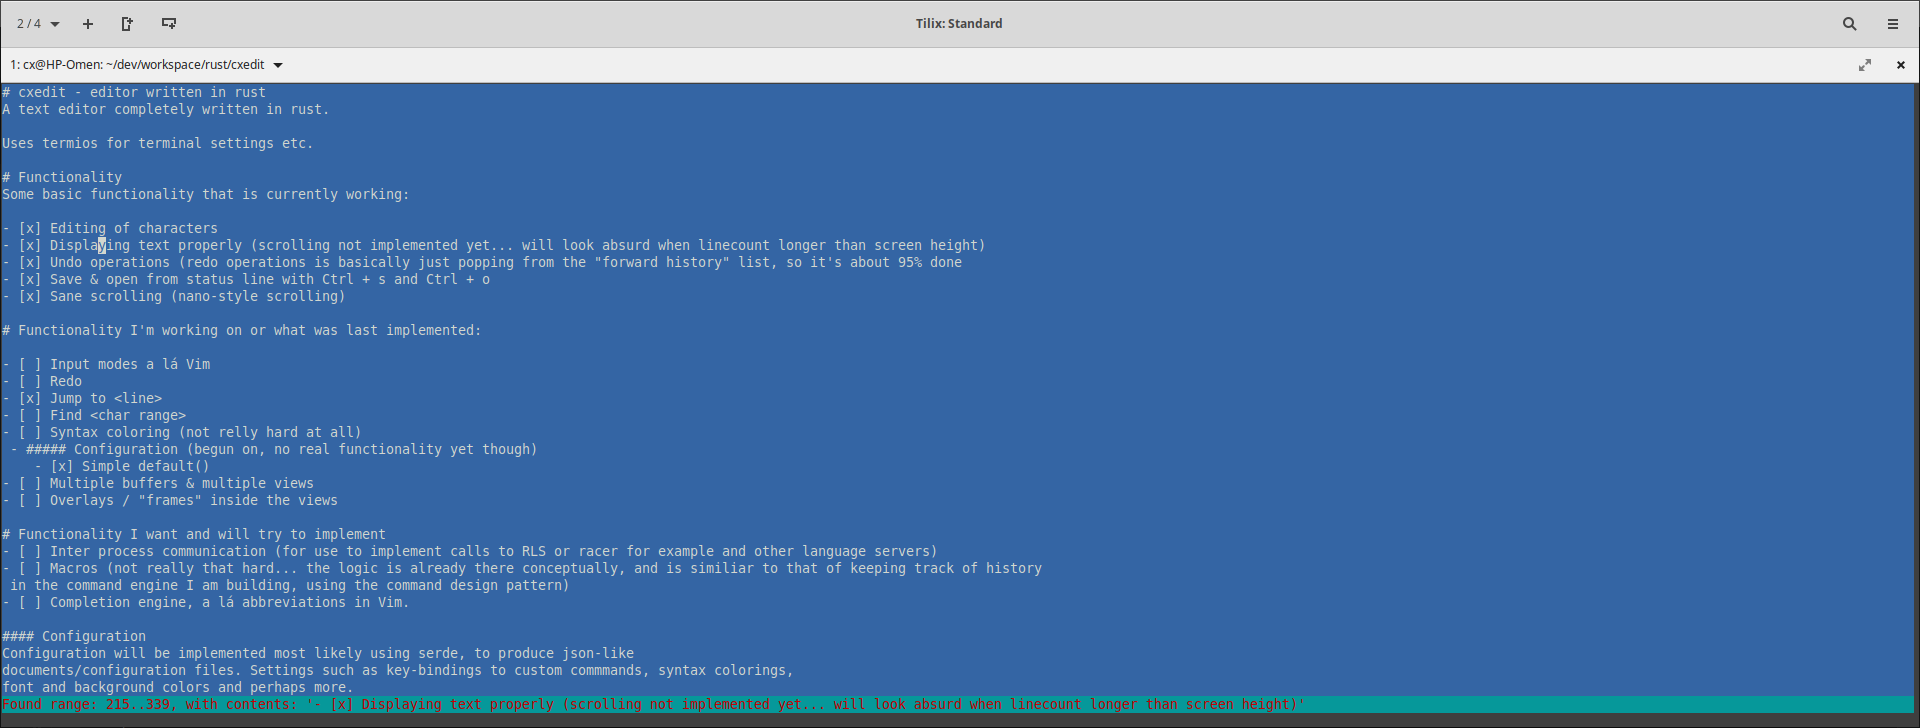 2 / 4
Tilix: Standard
1: cx@HP-Omen: ~/dev/workspace/rust/cxedit
# cxedit - editor written in rust
A text editor completely written in rust.
Uses termios for terminal settings etc.
# Functionality
Some basic functionality that is currently working:
- [x] Editing of characters
- [x] Displaying text properly (scrolling not implemented yet... will look absurd when linecount longer than screen height)
- [x] Undo operations (redo operations is basically just popping from the "forward history" list, so it's about 95% done
- [x] Save & open from status line with Ctrl + s and Ctrl + o
- [x] Sane scrolling (nano-style scrolling)
# Functionality I'm working on or what was last implemented:
- [ ] Input modes a lá Vim
- [ ] Redo
- [x] Jump to <line>
- [ ] Find <char range>
- [ ] Syntax coloring (not relly hard at all)
 - ##### Configuration (begun on, no real functionality yet though)
    - [x] Simple default()
- [ ] Multiple buffers & multiple views
- [ ] Overlays / "frames" inside the views
# Functionality I want and will try to implement
- [ ] Inter process communication (for use to implement calls to RLS or racer for example and other language servers)
- [ ] Macros (not really that hard... the logic is already there conceptually, and is similiar to that of keeping track of history
 in the command engine I am building, using the command design pattern)
- [ ] Completion engine, a lá abbreviations in Vim.
#### Configuration
Configuration will be implemented most likely using serde, to produce json-like
documents/configuration files. Settings such as key-bindings to custom commmands, syntax colorings,
font and background colors and perhaps more.
Found range: 215..339, with contents: '- [x] Displaying text properly (scrolling not implemented yet... will look absurd when linecount longer than screen height)'